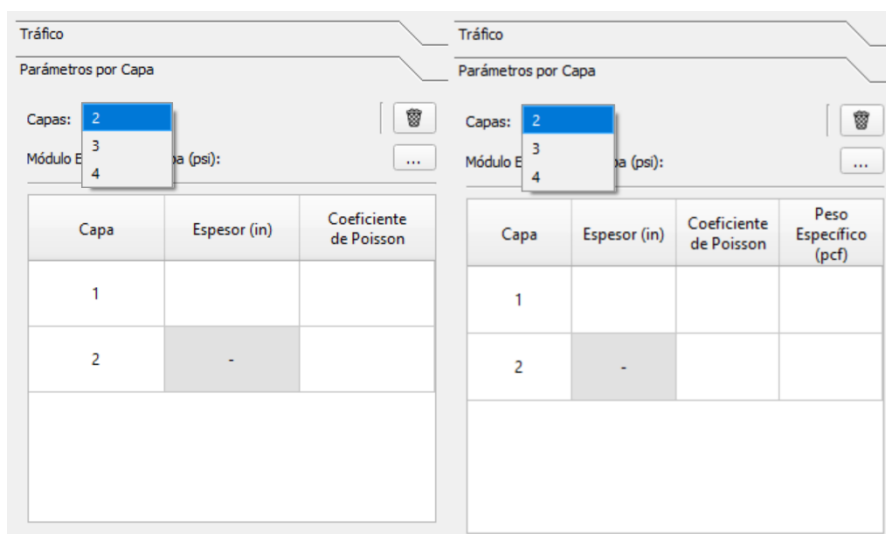 Tráfico
Parámetros por Capa
Capas: 2
3
4
Módulo E pa (psi):
...
Capa Espesor (in) Coeficiente
de Poisson
1
2 -
Tráfico
Parámetros por Capa
Capas: 2
3
4
Módulo E pa (psi):
...
Capa Espesor (in) Coeficiente
de Poisson Peso
Específico
(pcf)
1
2 -